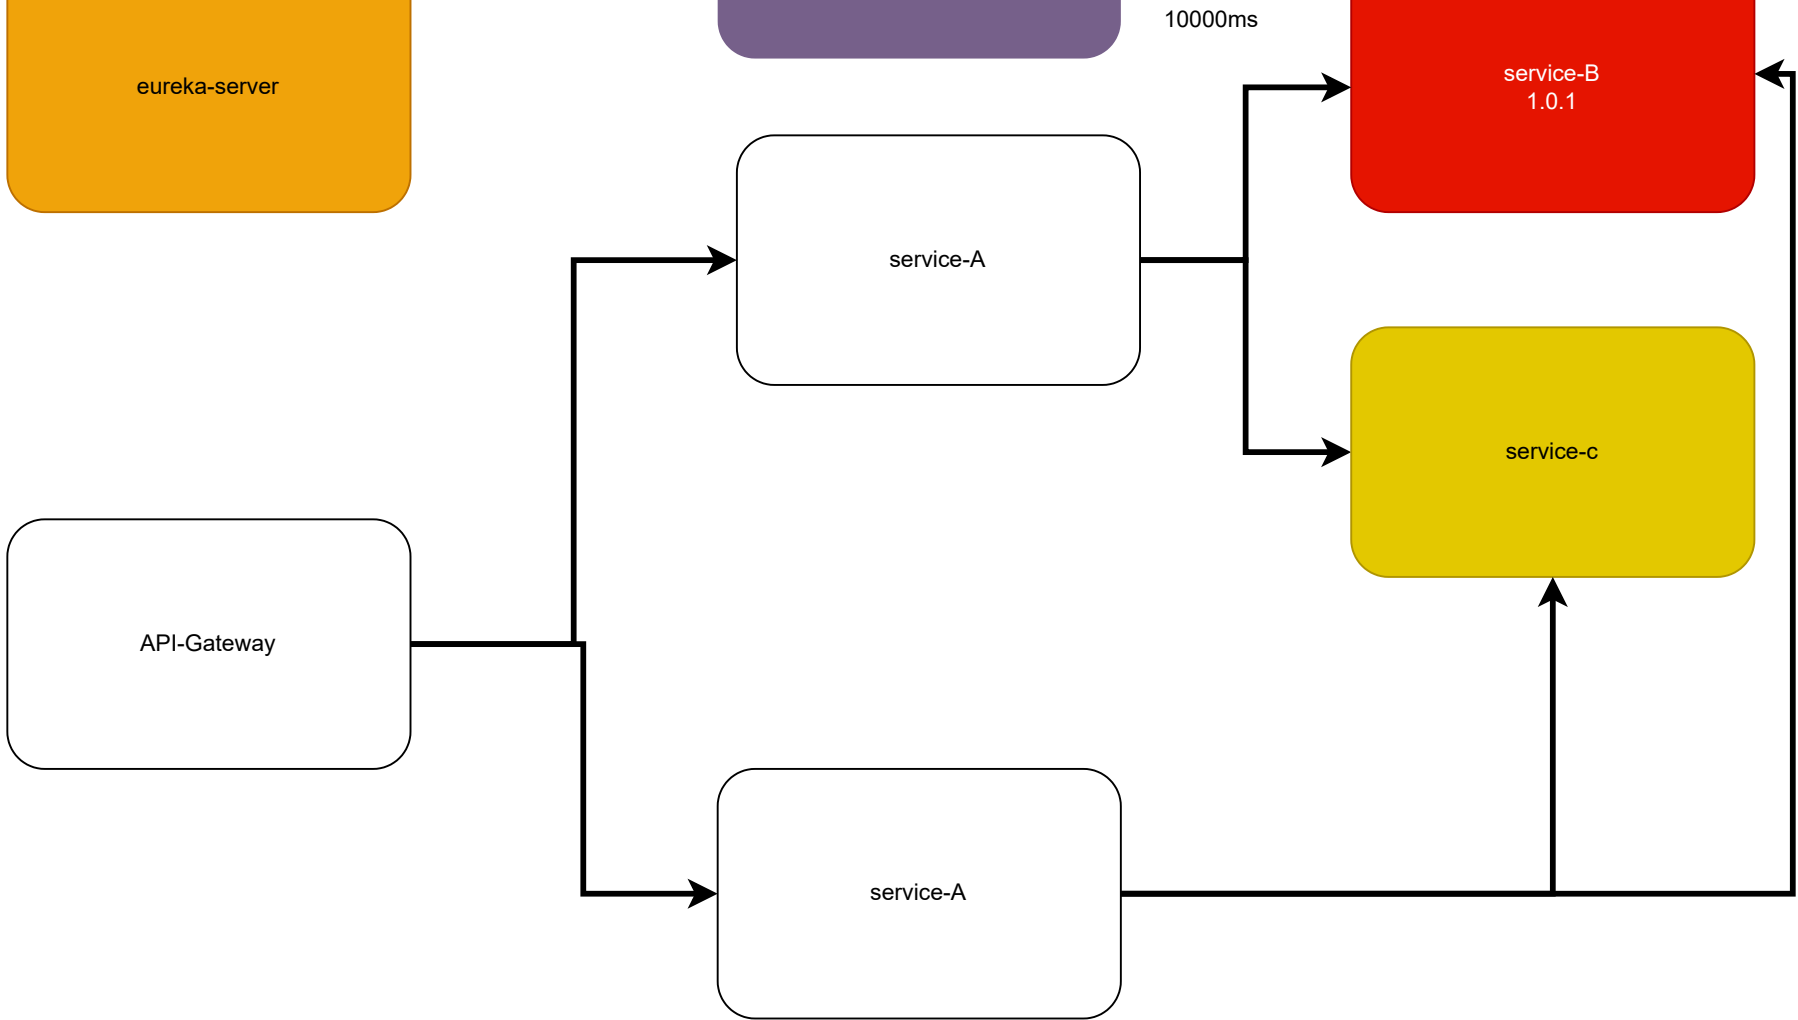 10000ms
eureka-server
service-B
1.0.1
service-A
service-c
API-Gateway
service-A